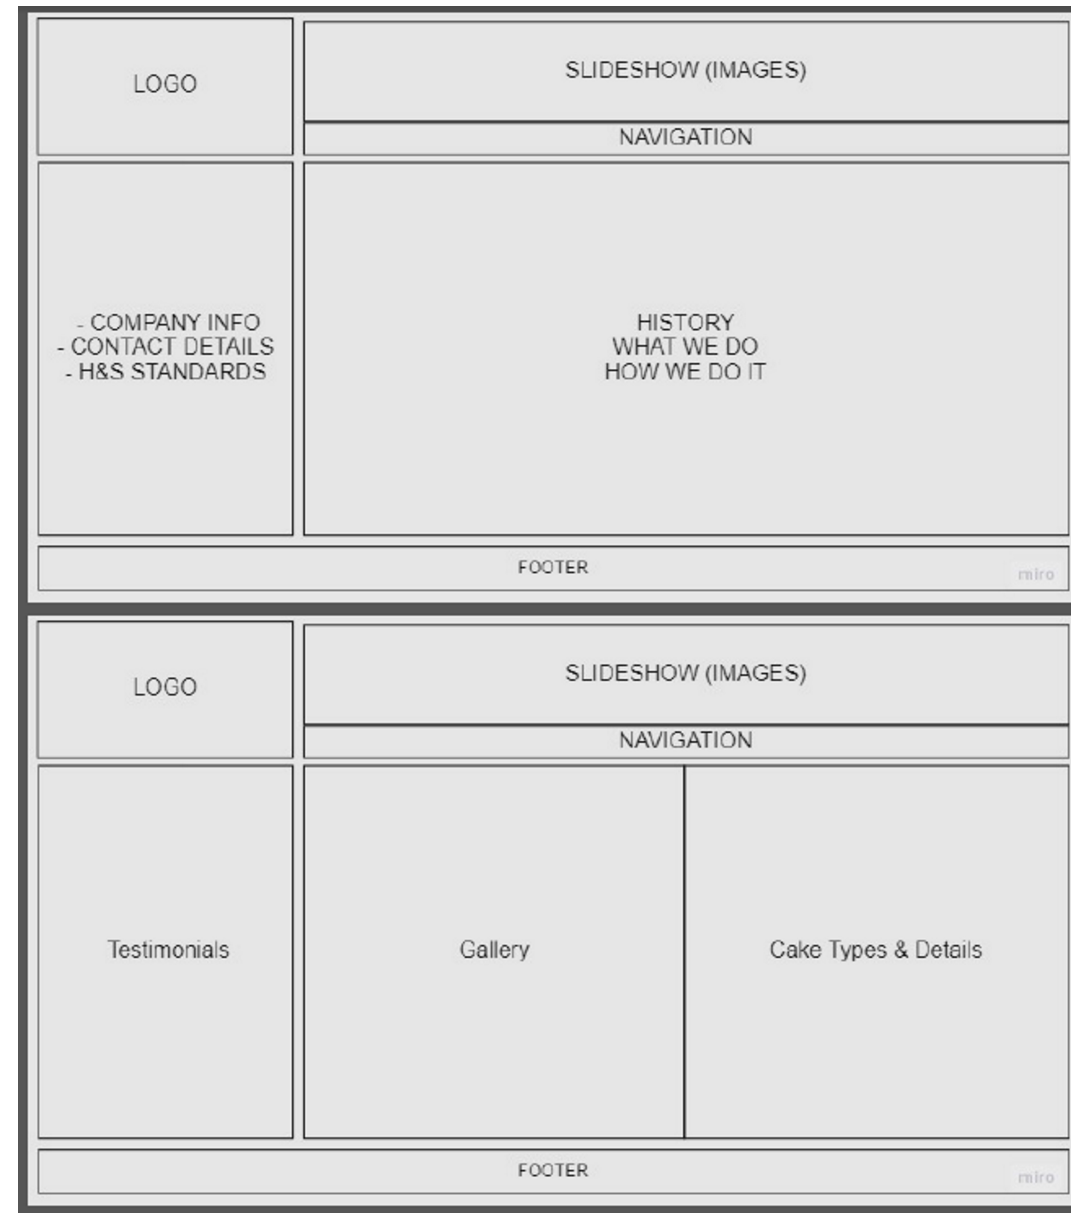 LOGO
SLIDESHOW (IMAGES)
NAVIGATION
- COMPANY INFO
- CONTACT DETAILS
- H&S STANDARDS
HISTORY
WHAT WE DO
HOW WE DO IT
FOOTER
miro
LOGO
SLIDESHOW (IMAGES)
NAVIGATION
Testimonials
Gallery
Cake Types & Details
FOOTER
miro